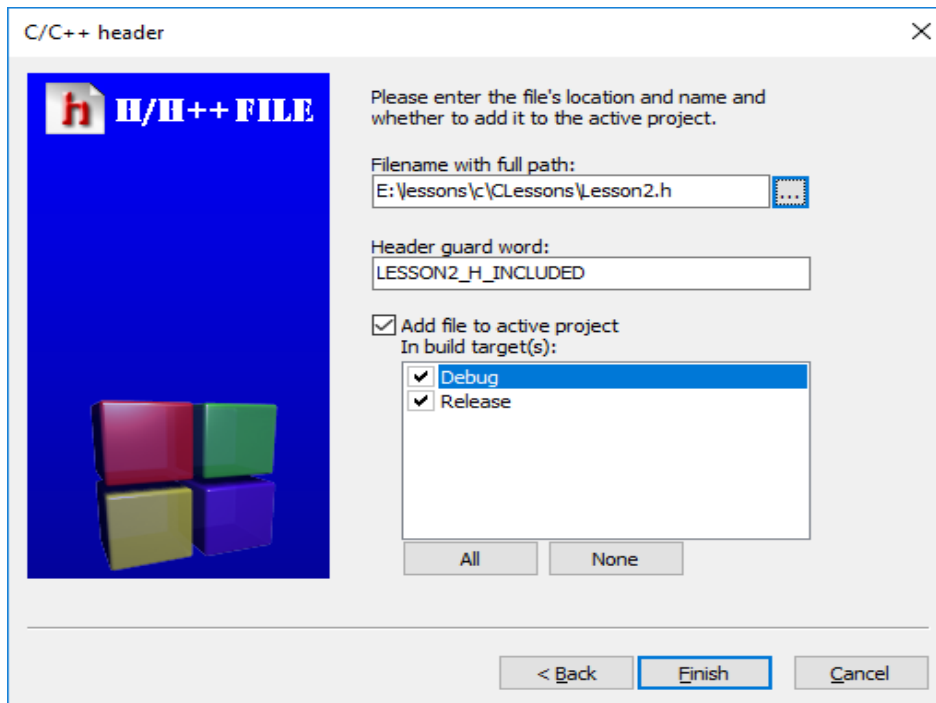 C/C++ header
h H/H++ FILE
Please enter the file's location and name and
whether to add it to the active project.
Filename with full path:
E:\lessons\c\CLessons\Lesson2.h
...
Header guard word:
LESSON2_H_INCLUDED
Add file to active project
In build target(s):
Debug
Release
All None
< Back Finish Cancel